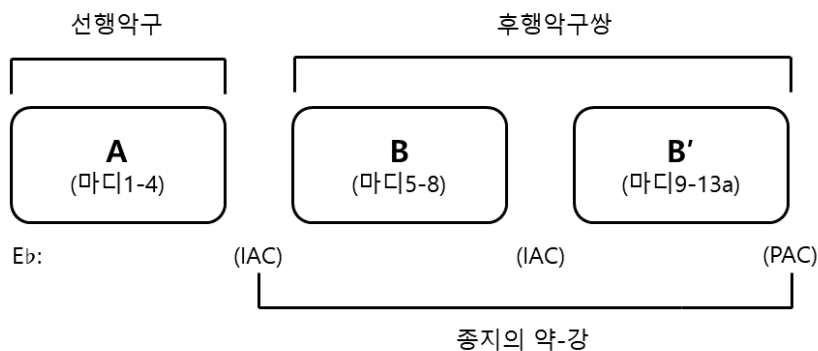 선행악구 후행악구쌍
A B B′
(마디1-4) (마디5-8) (마디9-13a)
E♭: (IAC) (IAC) (PAC)
종지의 약-강